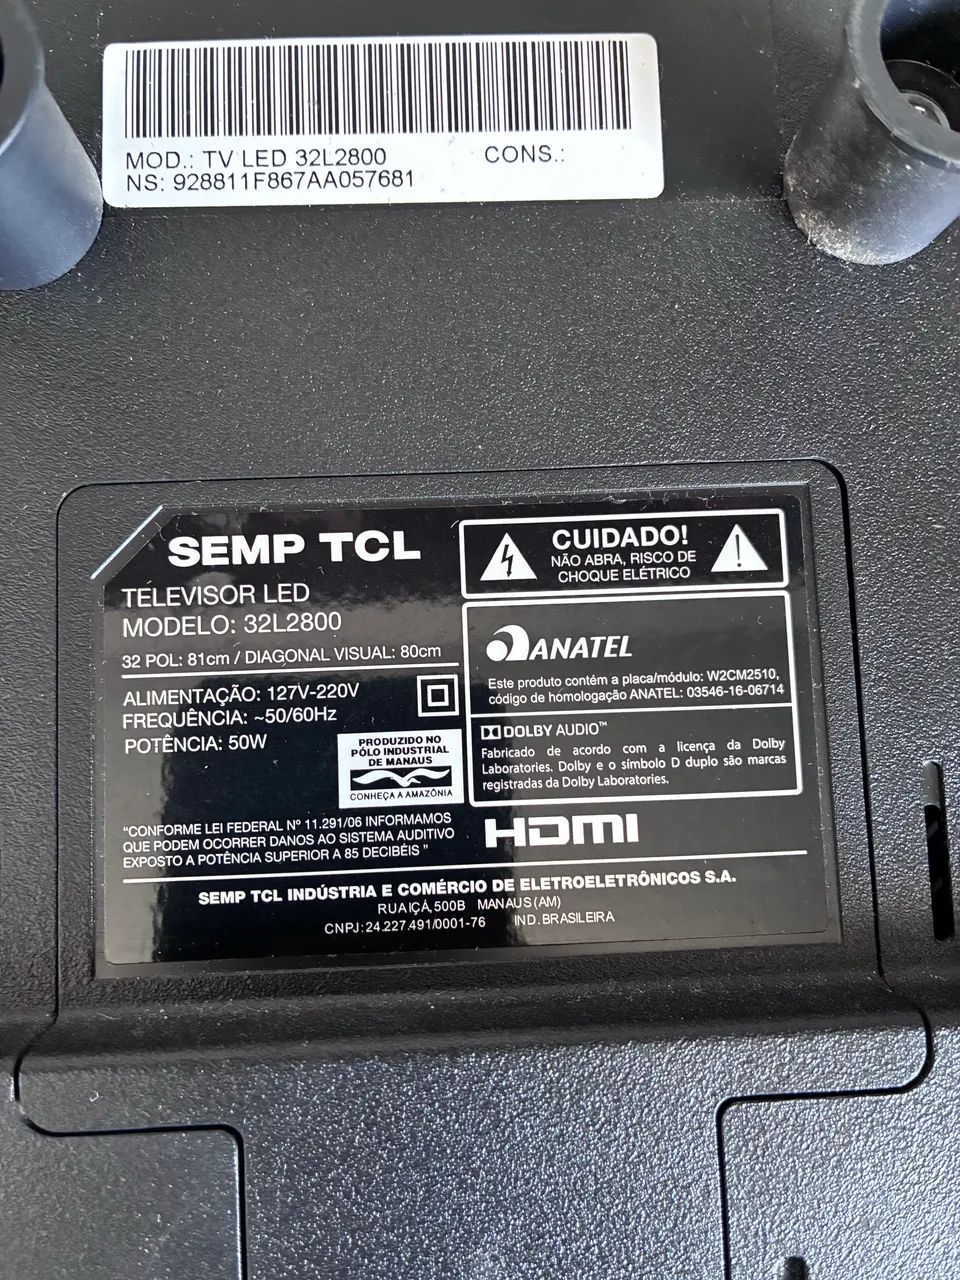 MOD.: TV LED 32L2800 CONS.:
NS: 928811F867AA057681
SEMP TCL
TELEVISOR LED
MODELO: 32L2800
32 POL: 81cm / DIAGONAL VISUAL: 80cm
ALIMENTAÇÃO: 127V-220V
FREQUÊNCIA: ~50/60Hz
POTÊNCIA: 50W
PRODUZIDO NO
PÓLO INDUSTRIAL
DE MANAUS
CONHEÇA A AMAZÔNIA
"CONFORME LEI FEDERAL Nº 11.291/06 INFORMAMOS
QUE PODEM OCORRER DANOS AO SISTEMA AUDITIVO
EXPOSTO A POTÊNCIA SUPERIOR A 85 DECIBÉIS "
CUIDADO!
NÃO ABRA, RISCO DE
CHOQUE ELÉTRICO
ANATEL
Este produto contém a placa/módulo: W2CM2510,
código de homologação ANATEL: 03546-16-06714
DOLBY AUDIO™
Fabricado de acordo com a licença da Dolby
Laboratories. Dolby e o símbolo D duplo são marcas
registradas da Dolby Laboratories.
HDMI
SEMP TCL INDÚSTRIA E COMÉRCIO DE ELETROELETRÔNICOS S.A.
RUA IÇÁ, 500B MANAUS (AM)
CNPJ: 24.227.491/0001-76 IND. BRASILEIRA